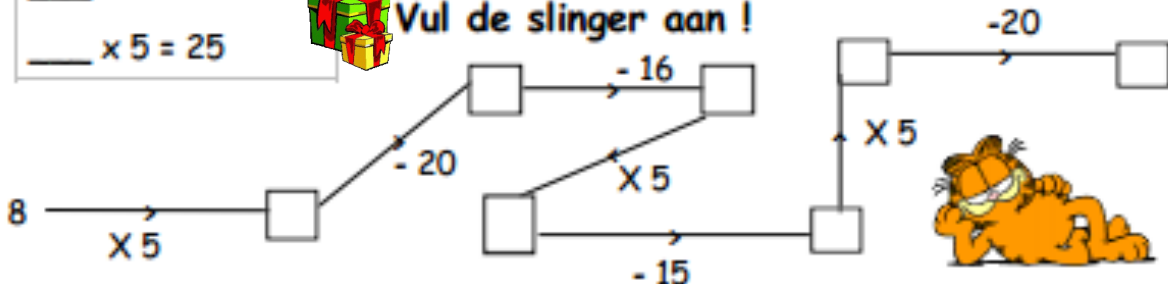 ___ x 5 = 25
Vul de slinger aan !
8
X 5
- 20
- 16
X 5
- 15
X 5
-20